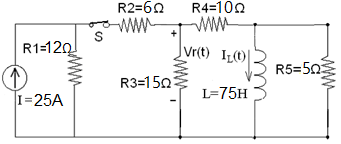 R2=6Ω
R4=10Ω
S
R1=12Ω
+
Vr(t)
IL(t)
R3=15Ω
R5=5Ω
I=25A
L=75H
−